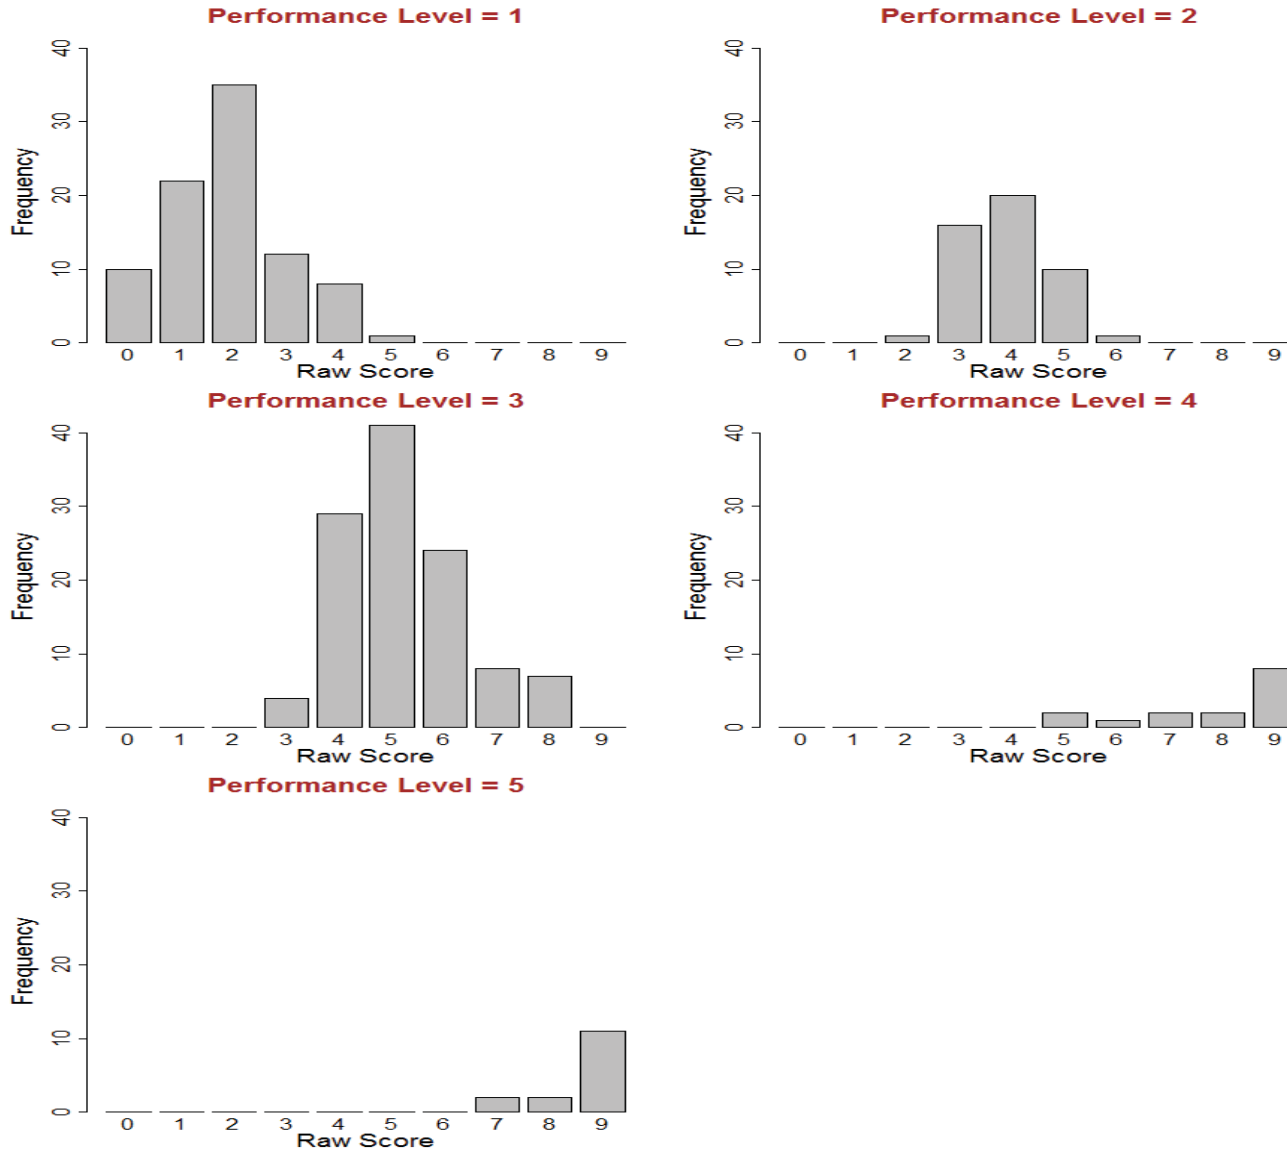 Performance Level = 1
40
30
20
10
0
Frequency
0 1 2 3 4 5 6 7 8 9
Raw Score
Performance Level = 2
40
30
20
10
0
Frequency
0 1 2 3 4 5 6 7 8 9
Raw Score
Performance Level = 3
40
30
20
10
0
Frequency
0 1 2 3 4 5 6 7 8 9
Raw Score
Performance Level = 4
40
30
20
10
0
Frequency
0 1 2 3 4 5 6 7 8 9
Raw Score
Performance Level = 5
40
30
20
10
0
Frequency
0 1 2 3 4 5 6 7 8 9
Raw Score